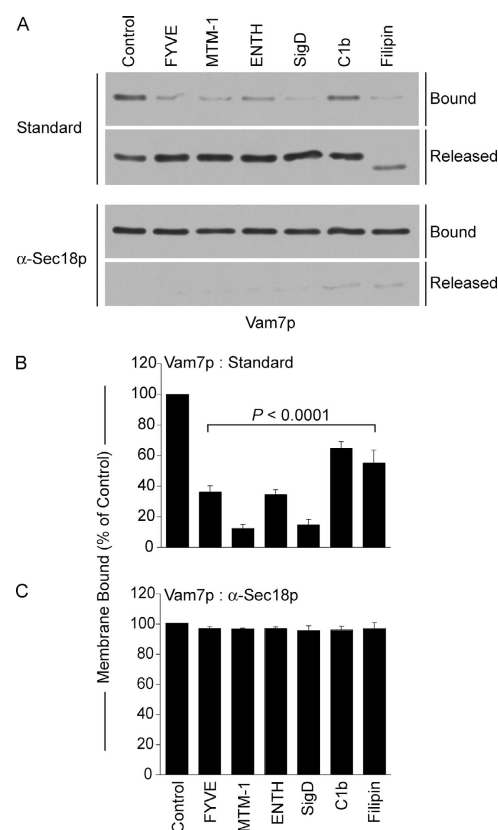 A
Control
FYVE
MTM-1
ENTH
SigD
C1b
Filipin
Standard
Bound
Released
α-Sec18p
Bound
Released
Vam7p
B
Vam7p : Standard
120
100
80
60
40
20
0
P < 0.0001
Membrane Bound (% of Control)
C
Vam7p : α-Sec18p
120
100
80
60
40
20
0
Control
FYVE
MTM-1
ENTH
SigD
C1b
Filipin